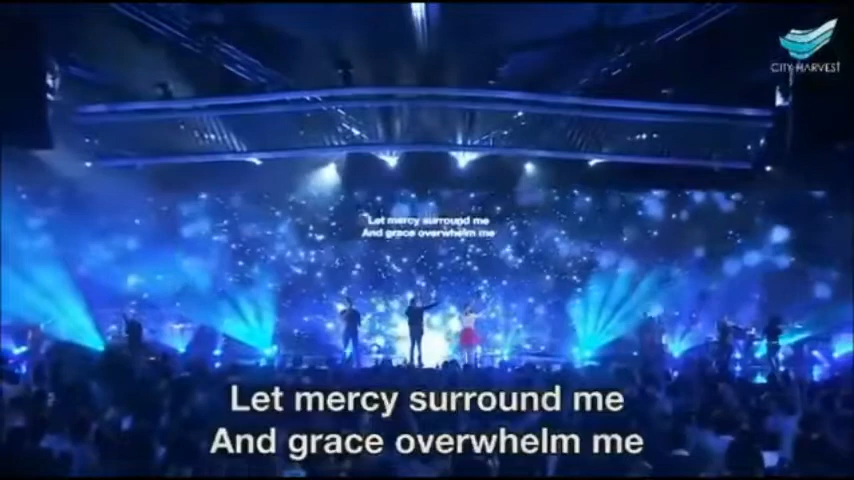 CITY HARVEST
Let mercy surround me
And grace overwhelm me
Let mercy surround me
And grace overwhelm me